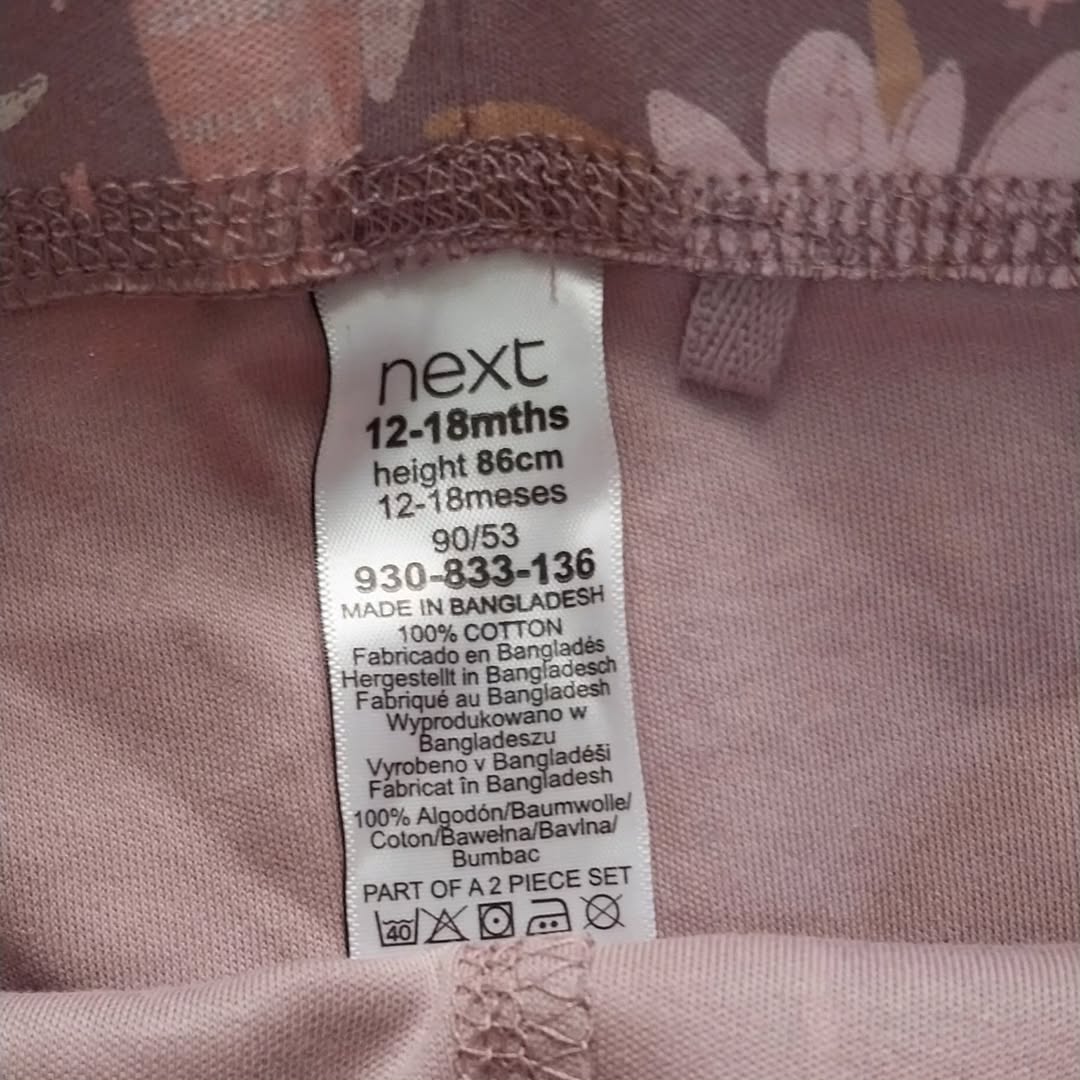 next
12-18mths
height 86cm
12-18meses
90/53
930-833-136
MADE IN BANGLADESH
100% COTTON
Fabricado en Bangladés
Hergestellt in Bangladesch
Fabriqué au Bangladesh
Wyprodukowano w
Bangladeszu
Vyrobeno v Bangladéši
Fabricat în Bangladesh
100% Algodón/Baumwolle/
Coton/Bawełna/Bavlna/
Bumbac
PART OF A 2 PIECE SET
40